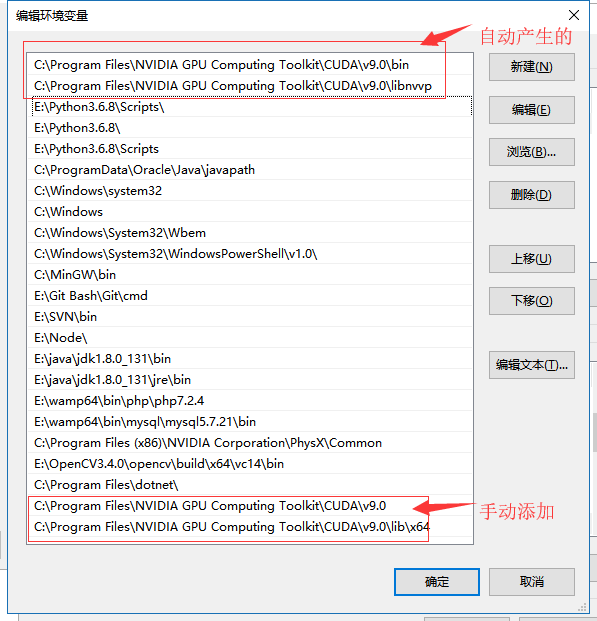 编辑环境变量
自动产生的
C:\Program Files\NVIDIA GPU Computing Toolkit\CUDA\v9.0\bin
新建(N)
C:\Program Files\NVIDIA GPU Computing Toolkit\CUDA\v9.0\libnvvp
E:\Python3.6.8\Scripts\
编辑(E)
E:\Python3.6.8\
E:\Python3.6.8\Scripts
浏览(B)...
C:\ProgramData\Oracle\Java\javapath
C:\Windows\system32
删除(D)
C:\Windows
C:\Windows\System32\Wbem
C:\Windows\System32\WindowsPowerShell\v1.0\
上移(U)
C:\MinGW\bin
E:\Git Bash\Git\cmd
下移(O)
E:\SVN\bin
E:\Node\
E:\java\jdk1.8.0_131\bin
编辑文本(T)...
E:\java\jdk1.8.0_131\jre\bin
E:\wamp64\bin\php\php7.2.4
E:\wamp64\bin\mysql\mysql5.7.21\bin
C:\Program Files (x86)\NVIDIA Corporation\PhysX\Common
E:\OpenCV3.4.0\opencv\build\x64\vc14\bin
C:\Program Files\dotnet\
C:\Program Files\NVIDIA GPU Computing Toolkit\CUDA\v9.0
手动添加
C:\Program Files\NVIDIA GPU Computing Toolkit\CUDA\v9.0\lib\x64
确定
取消